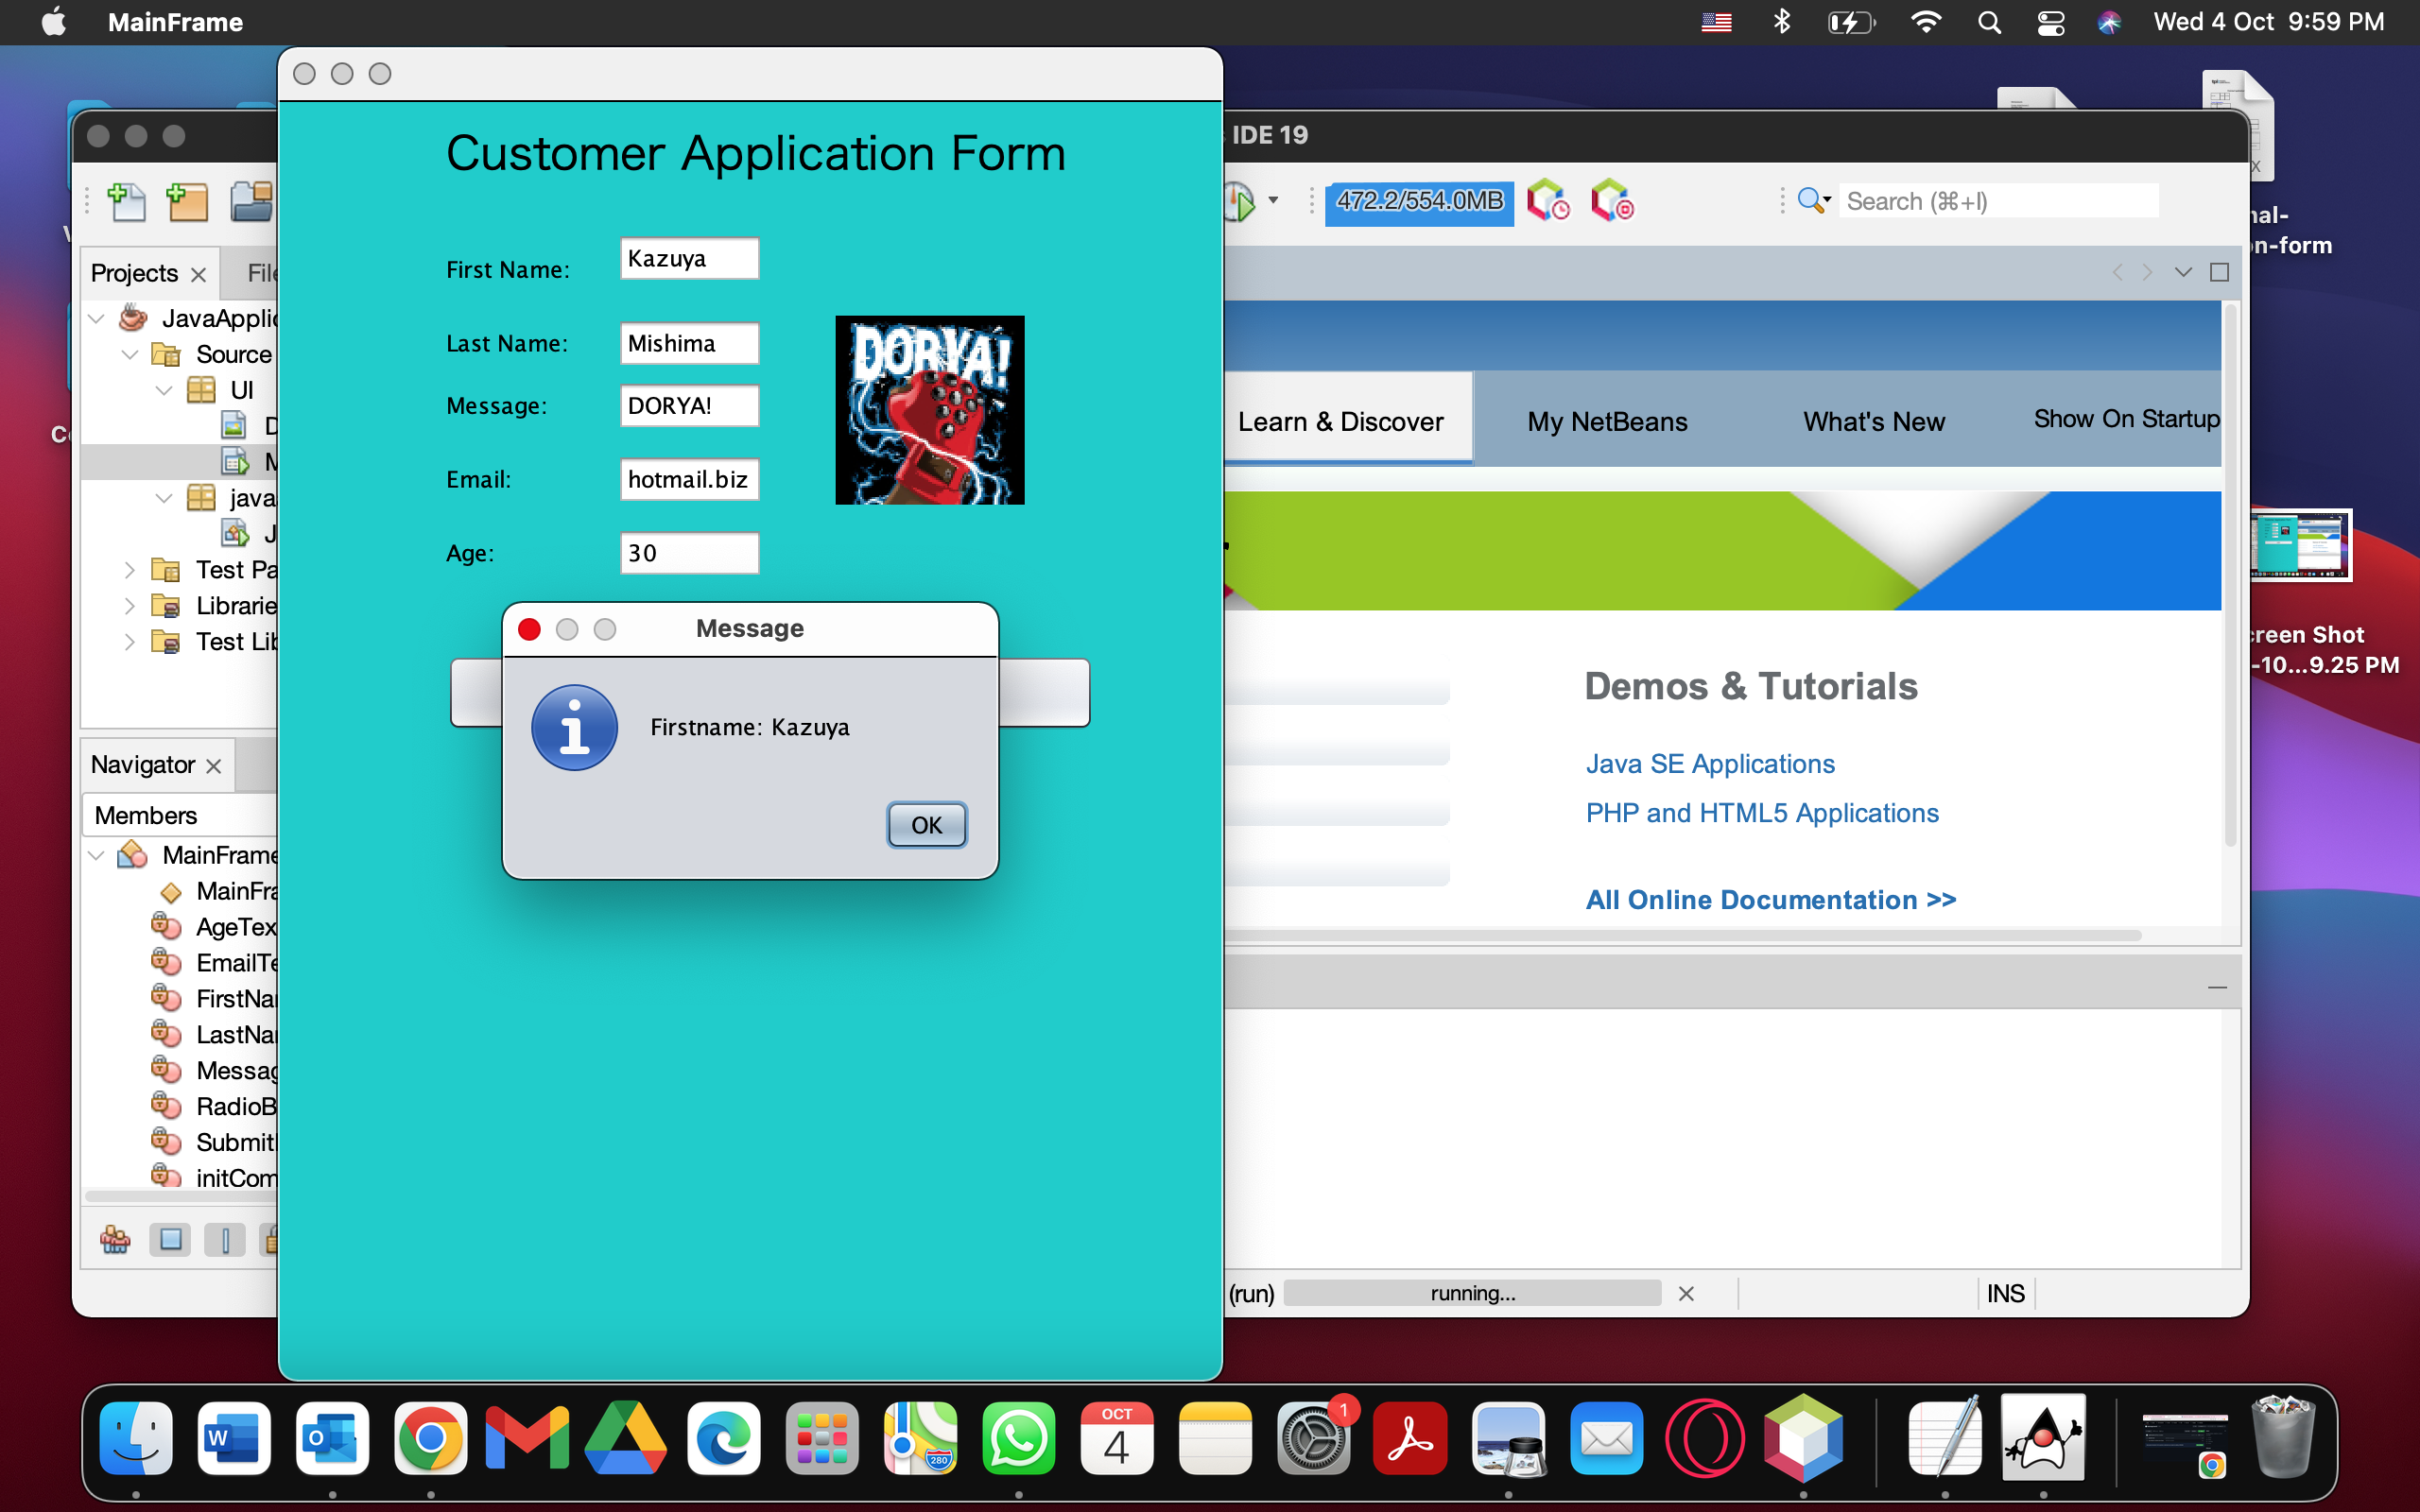 MainFrame
Wed 4 Oct 9:59 PM
IDE 19
472.2/554.0MB
Search (⌘+I)
Projects
JavaApplic
Source
UI
java
Test Pa
Librarie
Test Lib
Navigator
Members
MainFrame
MainFra
AgeTex
EmailTe
FirstNa
LastNa
Messag
RadioB
Submit
initCom
Customer Application Form
First Name:
Kazuya
Last Name:
Mishima
Message:
DORYA!
Email:
hotmail.biz
Age:
30
DORYA!
Message
Firstname: Kazuya
OK
Learn & Discover
My NetBeans
What's New
Show On Startup
Demos & Tutorials
Java SE Applications
PHP and HTML5 Applications
All Online Documentation >>
(run)
running...
INS
nal-
n-form
creen Shot
-10...9.25 PM
W
O
280
OCT
4
1